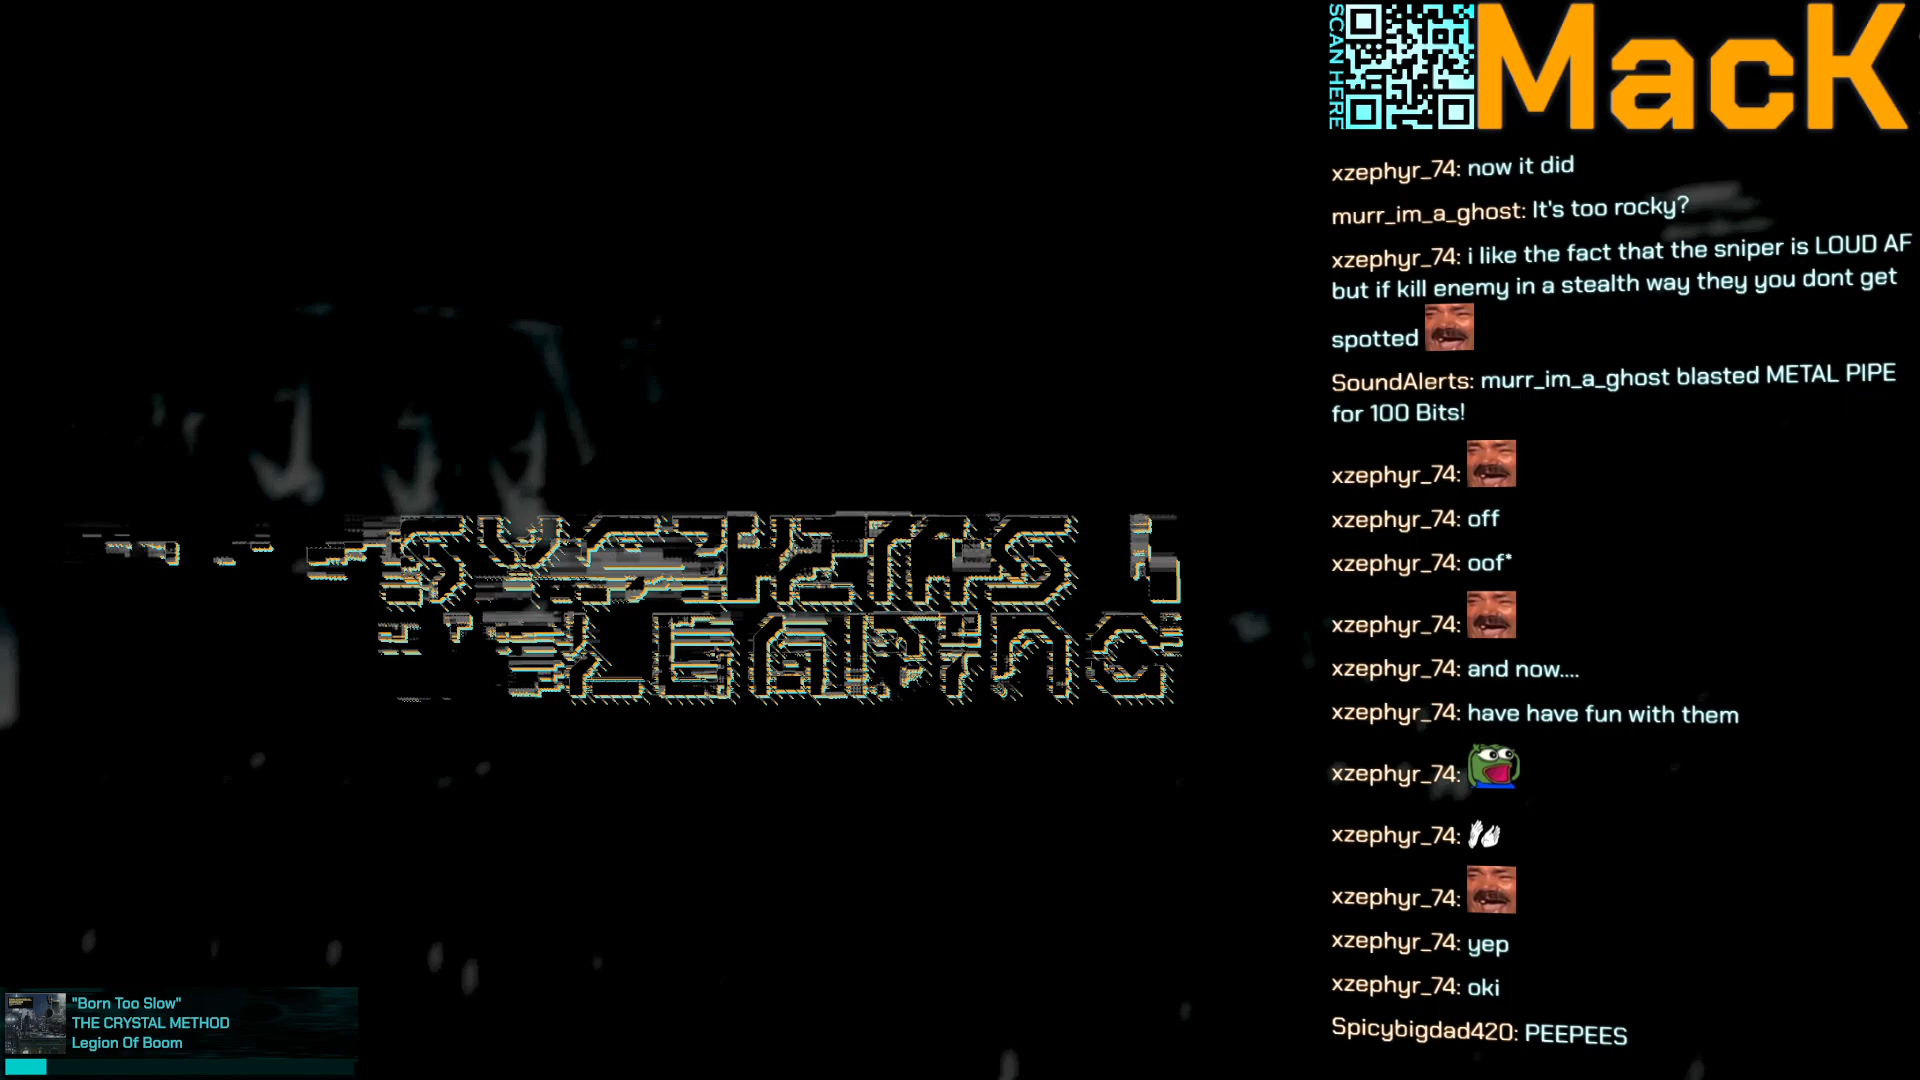 SCAN HERE
MacK
xzephyr_74: now it did
murr_im_a_ghost: It's too rocky?
xzephyr_74: i like the fact that the sniper is LOUD AF
but if kill enemy in a stealth way they you dont get
spotted
SoundAlerts: murr_im_a_ghost blasted METAL PIPE
for 100 Bits!
xzephyr_74:
xzephyr_74: off
xzephyr_74: oof*
xzephyr_74:
xzephyr_74: and now....
xzephyr_74: have have fun with them
xzephyr_74:
xzephyr_74:
xzephyr_74:
xzephyr_74: yep
xzephyr_74: oki
Spicybigdad420: PEEPEES
"Born Too Slow"
THE CRYSTAL METHOD
Legion Of Boom